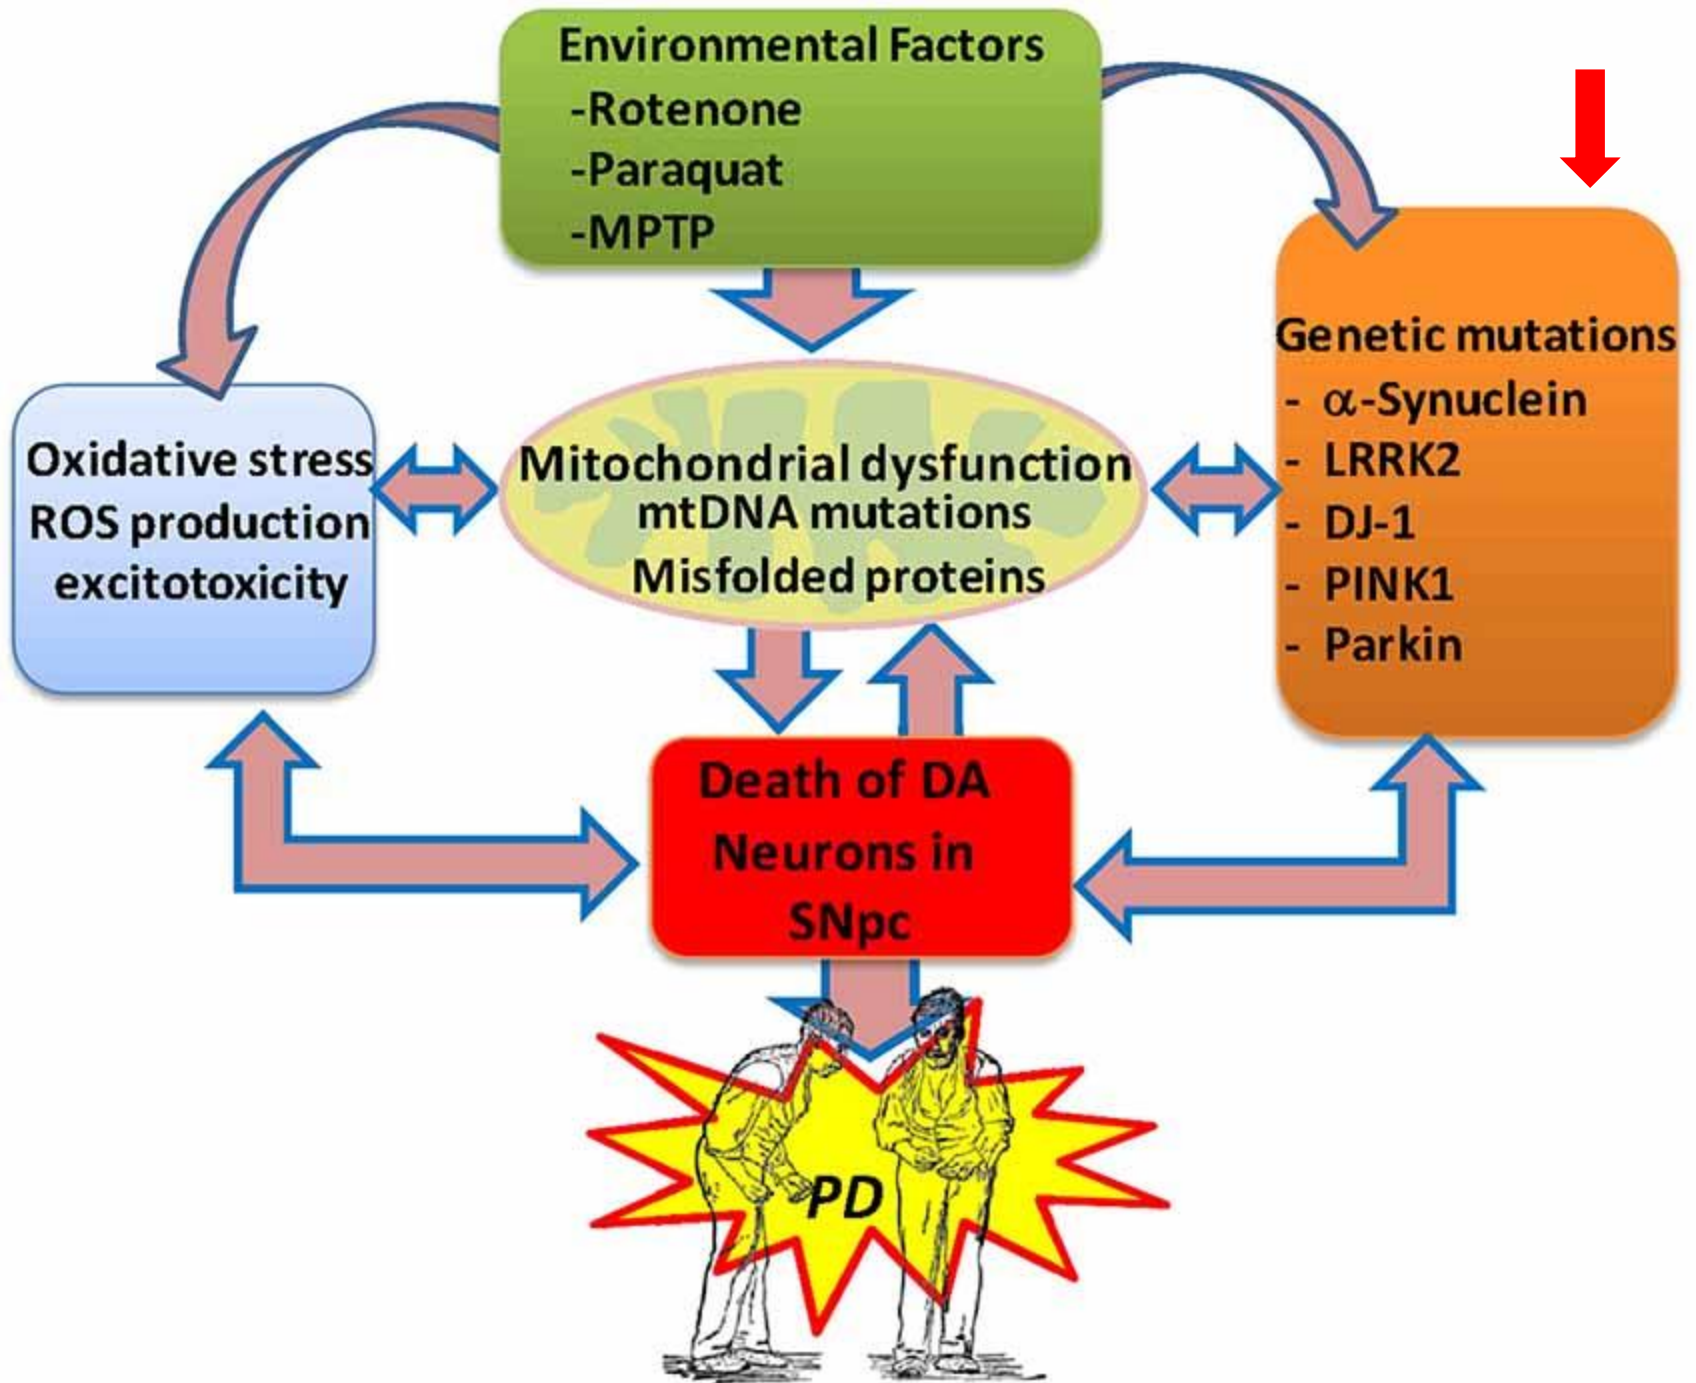 Environmental Factors
-Rotenone
-Paraquat
-MPTP
Genetic mutations
- α-Synuclein
- LRRK2
- DJ-1
- PINK1
- Parkin
Oxidative stress
ROS production
excitotoxicity
Mitochondrial dysfunction
mtDNA mutations
Misfolded proteins
Death of DA
Neurons in
SNpc
PD